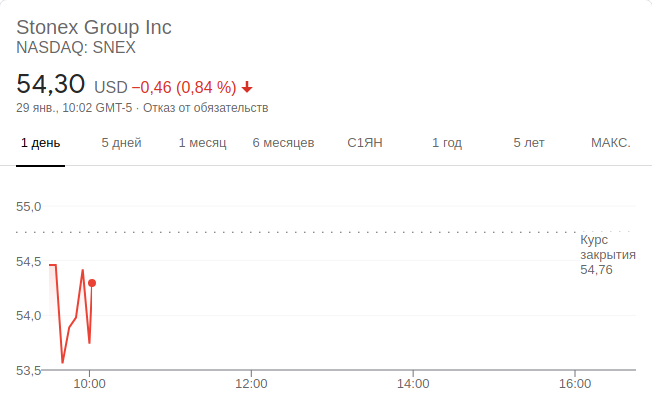 Stonex Group Inc
NASDAQ: SNEX
54,30 USD −0,46 (0,84 %)
29 янв., 10:02 GMT-5 · Отказ от обязательств
1 день 5 дней 1 месяц 6 месяцев С1ЯН 1 год 5 лет МАКС.
55,0
Курс
закрытия
54,76
54,5
54,0
53,5
10:00 12:00 14:00 16:00